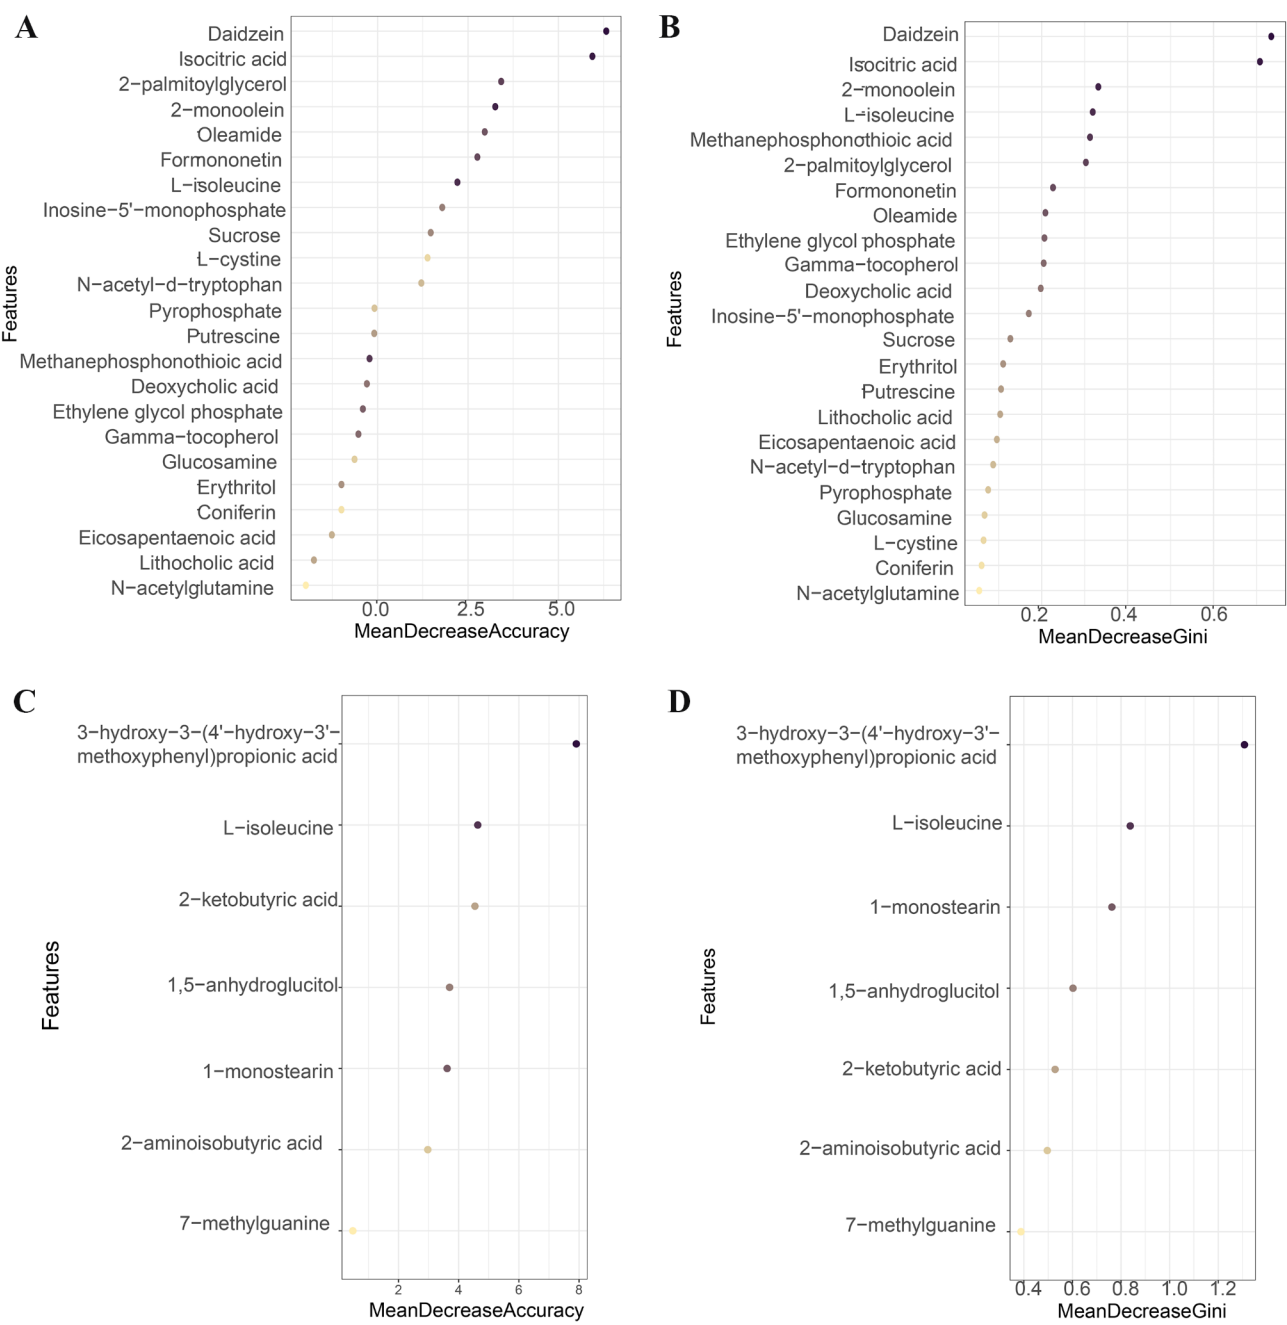 A
Daidzein
Isocitric acid
2-palmitoylglycerol
2-monoolein
Oleamide
Formononetin
L-isoleucine
Inosine-5'-monophosphate
Sucrose
L-cystine
N-acetyl-d-tryptophan
Pyrophosphate
Putrescine
Methanephosphonothioic acid
Deoxycholic acid
Ethylene glycol phosphate
Gamma-tocopherol
Glucosamine
Erythritol
Coniferin
Eicosapentaenoic acid
Lithocholic acid
N-acetylglutamine
Features
0.0 2.5 5.0
MeanDecreaseAccuracy
B
Daidzein
Isocitric acid
2-monoolein
L-isoleucine
Methanephosphonothioic acid
2-palmitoylglycerol
Formononetin
Oleamide
Ethylene glycol phosphate
Gamma-tocopherol
Deoxycholic acid
Inosine-5'-monophosphate
Sucrose
Erythritol
Putrescine
Lithocholic acid
Eicosapentaenoic acid
N-acetyl-d-tryptophan
Pyrophosphate
Glucosamine
L-cystine
Coniferin
N-acetylglutamine
Features
0.2 0.4 0.6
MeanDecreaseGini
C
3-hydroxy-3-(4'-hydroxy-3'-
methoxyphenyl)propionic acid
L-isoleucine
2-ketobutyric acid
1,5-anhydroglucitol
1-monostearin
2-aminoisobutyric acid
7-methylguanine
Features
2 4 6 8
MeanDecreaseAccuracy
D
3-hydroxy-3-(4'-hydroxy-3'-
methoxyphenyl)propionic acid
L-isoleucine
1-monostearin
1,5-anhydroglucitol
2-ketobutyric acid
2-aminoisobutyric acid
7-methylguanine
Features
0.4 0.6 0.8 1.0 1.2
MeanDecreaseGini